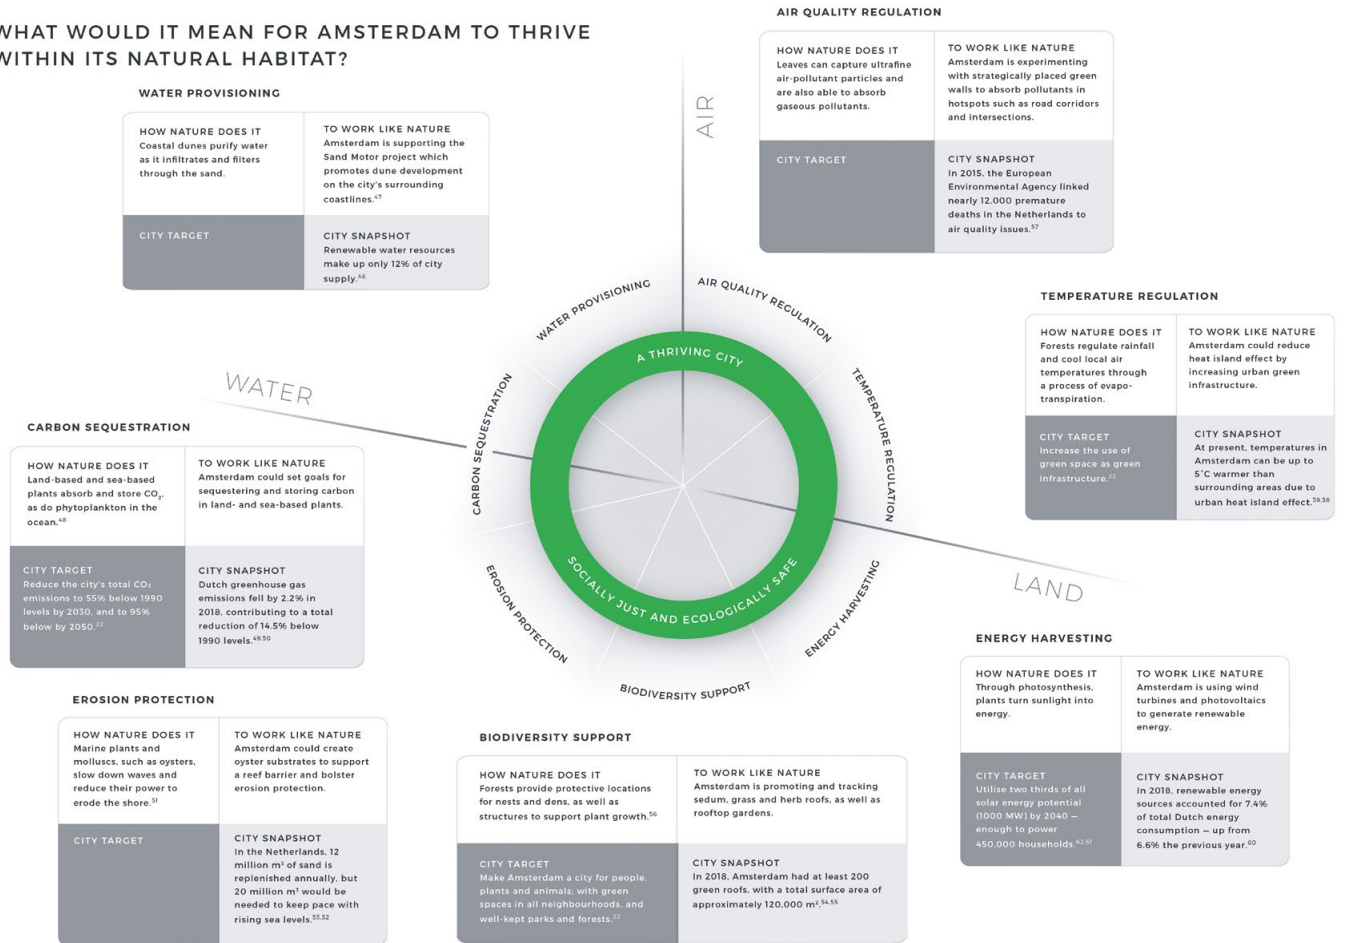 WHAT WOULD IT MEAN FOR AMSTERDAM TO THRIVE
WITHIN ITS NATURAL HABITAT?
WATER PROVISIONING
HOW NATURE DOES IT
Coastal dunes purify water
as it infiltrates and filters
through the sand.
TO WORK LIKE NATURE
Amsterdam is supporting the
Sand Motor project which
promotes dune development
on the city's surrounding
coastlines.47
CITY TARGET
CITY SNAPSHOT
Renewable water resources
make up only 12% of city
supply.46
AIR QUALITY REGULATION
HOW NATURE DOES IT
Leaves can capture ultrafine
air-pollutant particles and
are also able to absorb
gaseous pollutants.
TO WORK LIKE NATURE
Amsterdam is experimenting
with strategically placed green
walls to absorb pollutants in
hotspots such as road corridors
and intersections.
CITY TARGET
CITY SNAPSHOT
In 2015, the European
Environmental Agency linked
nearly 12,000 premature
deaths in the Netherlands to
air quality issues.57
TEMPERATURE REGULATION
HOW NATURE DOES IT
Forests regulate rainfall
and cool local air
temperatures through
a process of evapo-
transpiration.
TO WORK LIKE NATURE
Amsterdam could reduce
heat island effect by
increasing urban green
infrastructure.
CITY TARGET
Increase the use of
green space as green
infrastructure.22
CITY SNAPSHOT
At present, temperatures in
Amsterdam can be up to
5°C warmer than
surrounding areas due to
urban heat island effect.59,58
AIR
WATER
LAND
WATER PROVISIONING
AIR QUALITY REGULATION
TEMPERATURE REGULATION
ENERGY HARVESTING
BIODIVERSITY SUPPORT
EROSION PROTECTION
CARBON SEQUESTRATION
A THRIVING CITY
SOCIALLY JUST AND ECOLOGICALLY SAFE
CARBON SEQUESTRATION
HOW NATURE DOES IT
Land-based and sea-based
plants absorb and store CO2,
as do phytoplankton in the
ocean.48
TO WORK LIKE NATURE
Amsterdam could set goals for
sequestering and storing carbon
in land- and sea-based plants.
CITY TARGET
Reduce the city's total CO2
emissions to 55% below 1990
levels by 2030, and to 95%
below by 2050.22
CITY SNAPSHOT
Dutch greenhouse gas
emissions fell by 2.2% in
2018, contributing to a total
reduction of 14.5% below
1990 levels.49,50
EROSION PROTECTION
HOW NATURE DOES IT
Marine plants and
molluscs, such as oysters,
slow down waves and
reduce their power to
erode the shore.51
TO WORK LIKE NATURE
Amsterdam could create
oyster substrates to support
a reef barrier and bolster
erosion protection.
CITY TARGET
CITY SNAPSHOT
In the Netherlands, 12
million m³ of sand is
replenished annually, but
20 million m³ would be
needed to keep pace with
rising sea levels.53,52
BIODIVERSITY SUPPORT
HOW NATURE DOES IT
Forests provide protective locations
for nests and dens, as well as
structures to support plant growth.56
TO WORK LIKE NATURE
Amsterdam is promoting and tracking
sedum, grass and herb roofs, as well as
rooftop gardens.
CITY TARGET
Make Amsterdam a city for people,
plants and animals; with green
spaces in all neighbourhoods, and
well-kept parks and forests.22
CITY SNAPSHOT
In 2018, Amsterdam had at least 200
green roofs, with a total surface area of
approximately 120,000 m².54,55
ENERGY HARVESTING
HOW NATURE DOES IT
Through photosynthesis,
plants turn sunlight into
energy.
TO WORK LIKE NATURE
Amsterdam is using wind
turbines and photovoltaics
to generate renewable
energy.
CITY TARGET
Utilise two thirds of all
solar energy potential
(1000 MW) by 2040 —
enough to power
450,000 households.62,61
CITY SNAPSHOT
In 2018, renewable energy
sources accounted for 7.4%
of total Dutch energy
consumption — up from
6.6% the previous year.60